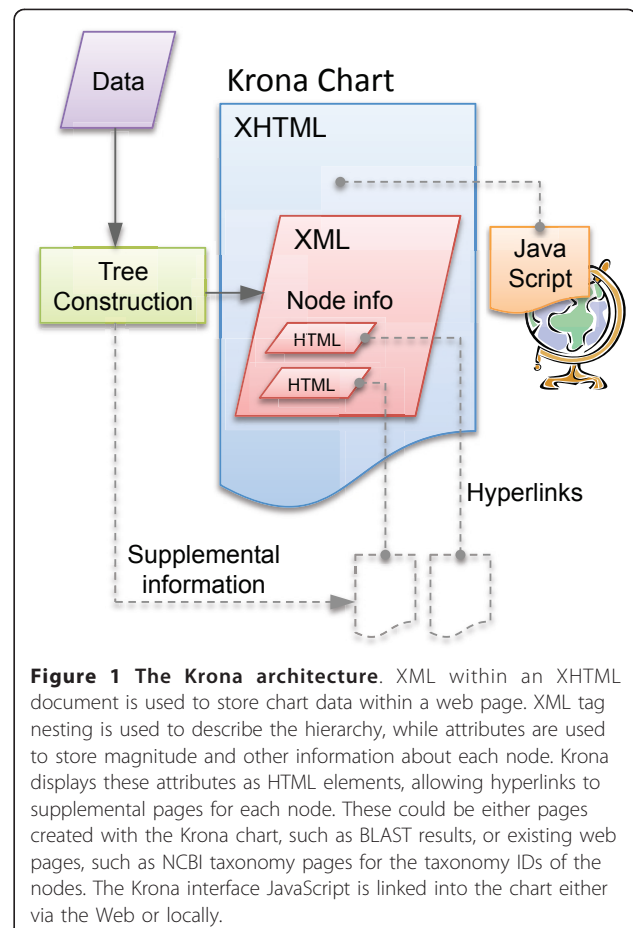 Data
Krona Chart
XHTML
XML
Java
Script
Tree
Construction
Node info
HTML
HTML
Hyperlinks
Supplemental
information
Figure 1 The Krona architecture. XML within an XHTML
document is used to store chart data within a web page. XML tag
nesting is used to describe the hierarchy, while attributes are used
to store magnitude and other information about each node. Krona
displays these attributes as HTML elements, allowing hyperlinks to
supplemental pages for each node. These could be either pages
created with the Krona chart, such as BLAST results, or existing web
pages, such as NCBI taxonomy pages for the taxonomy IDs of the
nodes. The Krona interface JavaScript is linked into the chart either
via the Web or locally.